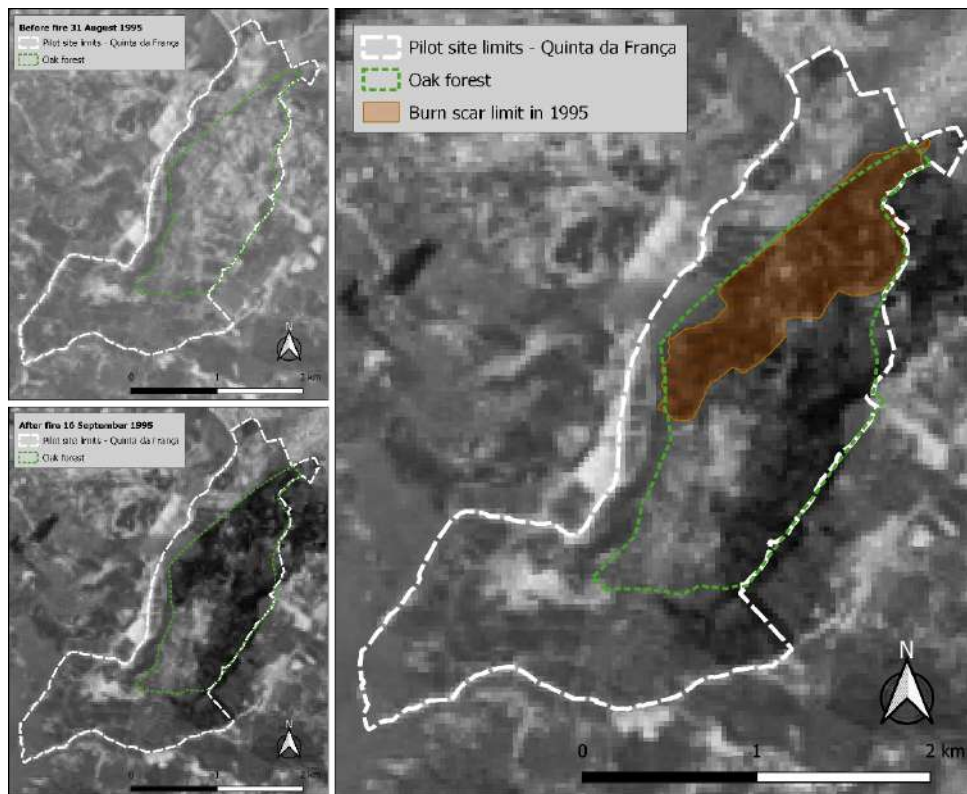 Before fire 31 August 1995
Pilot site limits - Quinta da França
Oak forest
N
0 1 2 km
After fire 16 September 1995
Pilot site limits - Quinta da França
Oak forest
N
0 1 2 km
Pilot site limits - Quinta da França
Oak forest
Burn scar limit in 1995
N
0 1 2 km